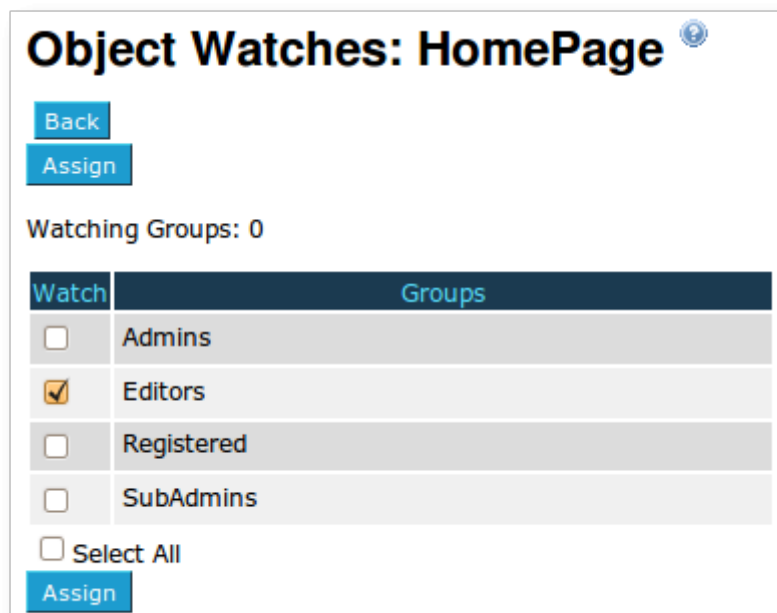 Object Watches: HomePage ?
Back
Assign
Watching Groups: 0
Watch Groups
Admins
Editors
Registered
SubAdmins
Select All
Assign